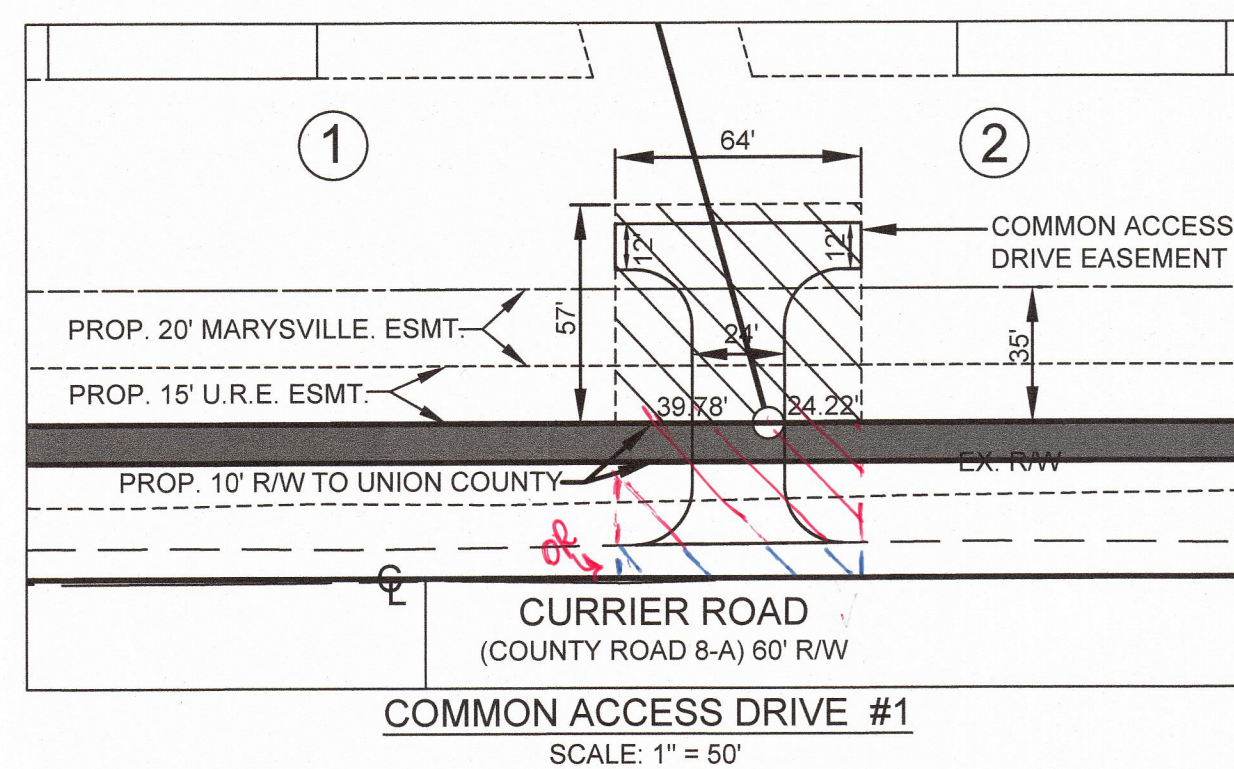 1
64'
2
COMMON ACCESS
DRIVE EASEMENT
12'
12'
57'
PROP. 20' MARYSVILLE. ESMT.
24'
35'
PROP. 15' U.R.E. ESMT.
39.78'
24.22'
PROP. 10' R/W TO UNION COUNTY
EX. R/W
OR
CL
CURRIER ROAD
(COUNTY ROAD 8-A) 60' R/W
COMMON ACCESS DRIVE #1
SCALE: 1" = 50'